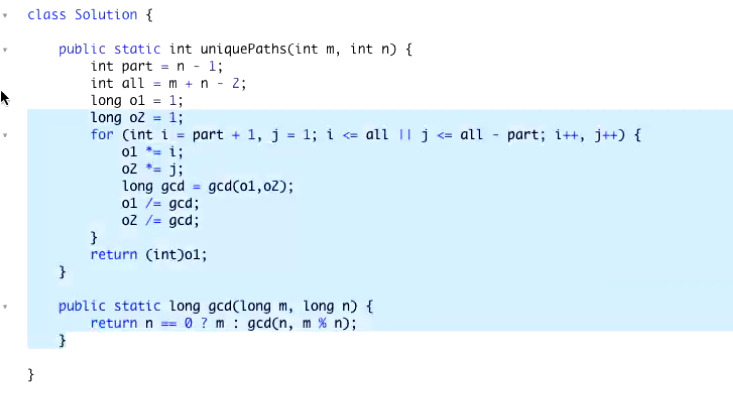 class Solution {
public static int uniquePaths(int m, int n) {
int part = n - 1;
int all = m + n - 2;
long o1 = 1;
long o2 = 1;
for (int i = part + 1, j = 1; i <= all || j <= all - part; i++, j++) {
o1 *= i;
o2 *= j;
long gcd = gcd(o1,o2);
o1 /= gcd;
o2 /= gcd;
}
return (int)o1;
}
public static long gcd(long m, long n) {
return n == 0 ? m : gcd(n, m % n);
}
}